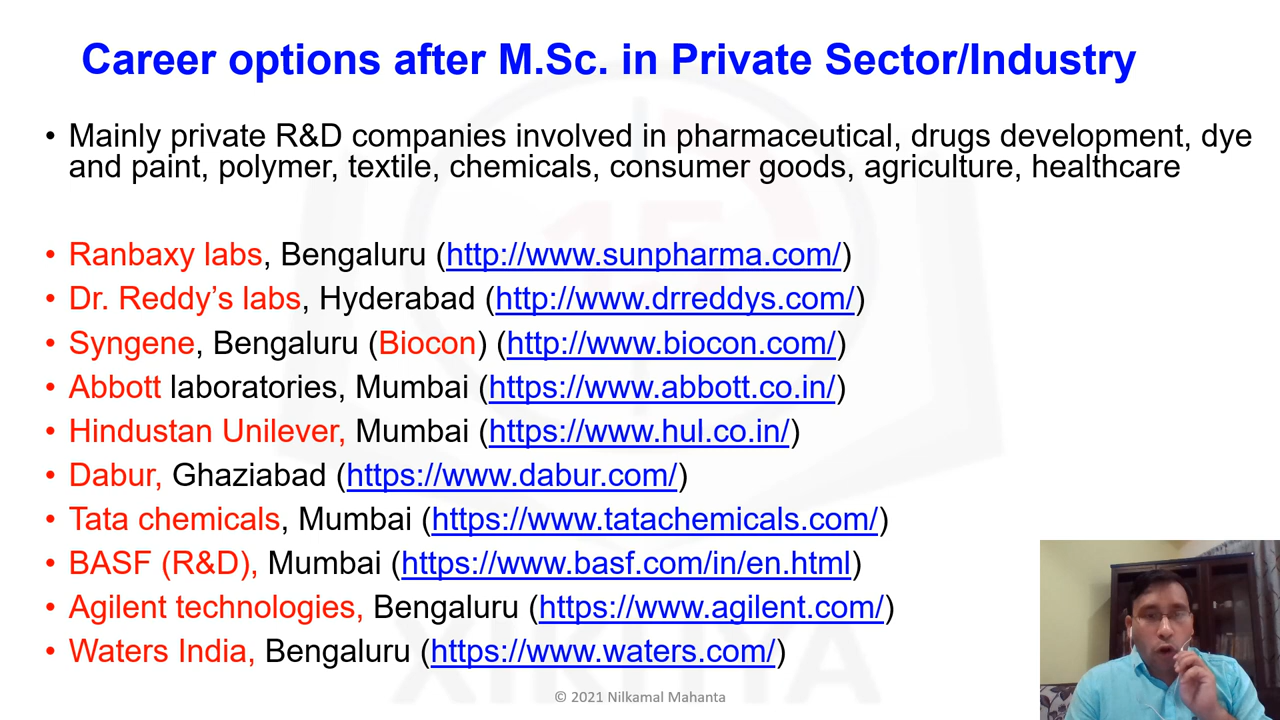 Career options after M.Sc. in Private Sector/Industry
• Mainly private R&D companies involved in pharmaceutical, drugs development, dye
and paint, polymer, textile, chemicals, consumer goods, agriculture, healthcare
• Ranbaxy labs, Bengaluru (http://www.sunpharma.com/)
• Dr. Reddy’s labs, Hyderabad (http://www.drreddys.com/)
• Syngene, Bengaluru (Biocon) (http://www.biocon.com/)
• Abbott laboratories, Mumbai (https://www.abbott.co.in/)
• Hindustan Unilever, Mumbai (https://www.hul.co.in/)
• Dabur, Ghaziabad (https://www.dabur.com/)
• Tata chemicals, Mumbai (https://www.tatachemicals.com/)
• BASF (R&D), Mumbai (https://www.basf.com/in/en.html)
• Agilent technologies, Bengaluru (https://www.agilent.com/)
• Waters India, Bengaluru (https://www.waters.com/)
XIKHYA
© 2021 Nilkamal Mahanta